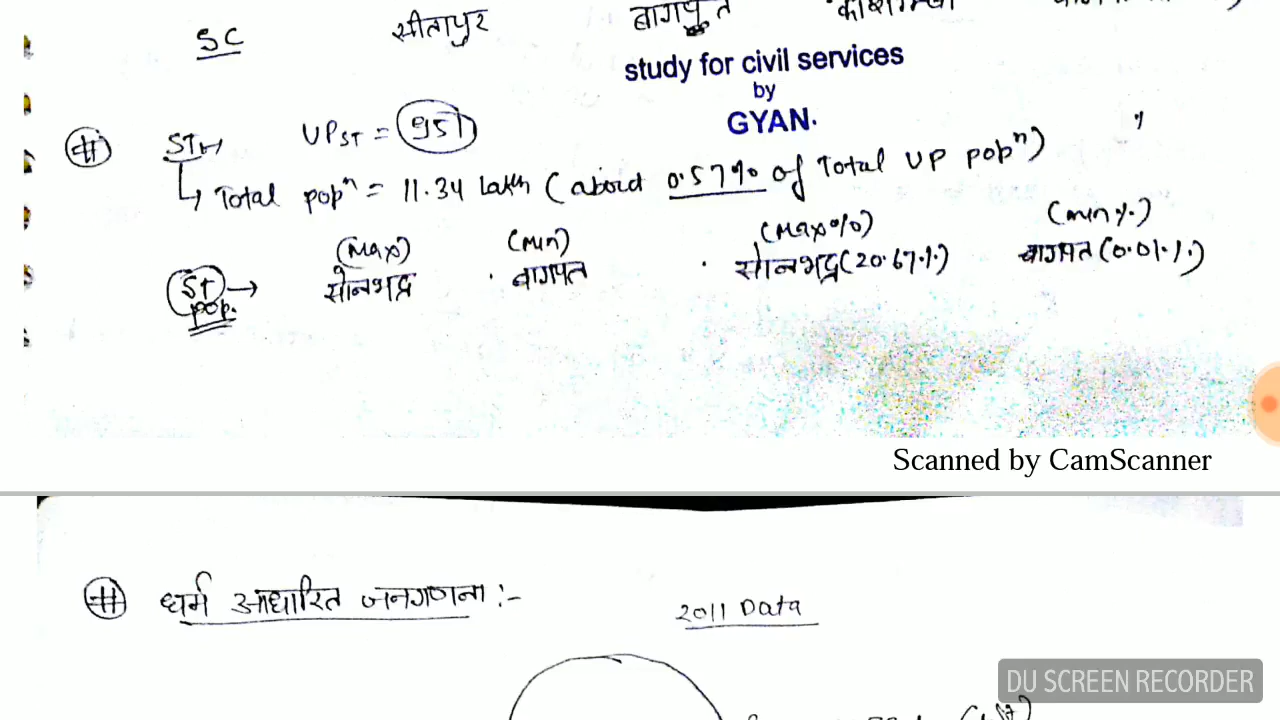 SC सीतापुर बागपत
study for civil services
by
GYAN.
# ST UPST = 951
↳ Total popⁿ = 11.34 Lakh (about 0.57% of Total UP popⁿ)
(Max) (Min) (Max%) (Min%)
ST pop. → सोनभद्र बागपत सोनभद्र (20.67%) बागपत (0.01%)
Scanned by CamScanner
# धर्म आधारित जनगणना :- 2011 Data
DU SCREEN RECORDER